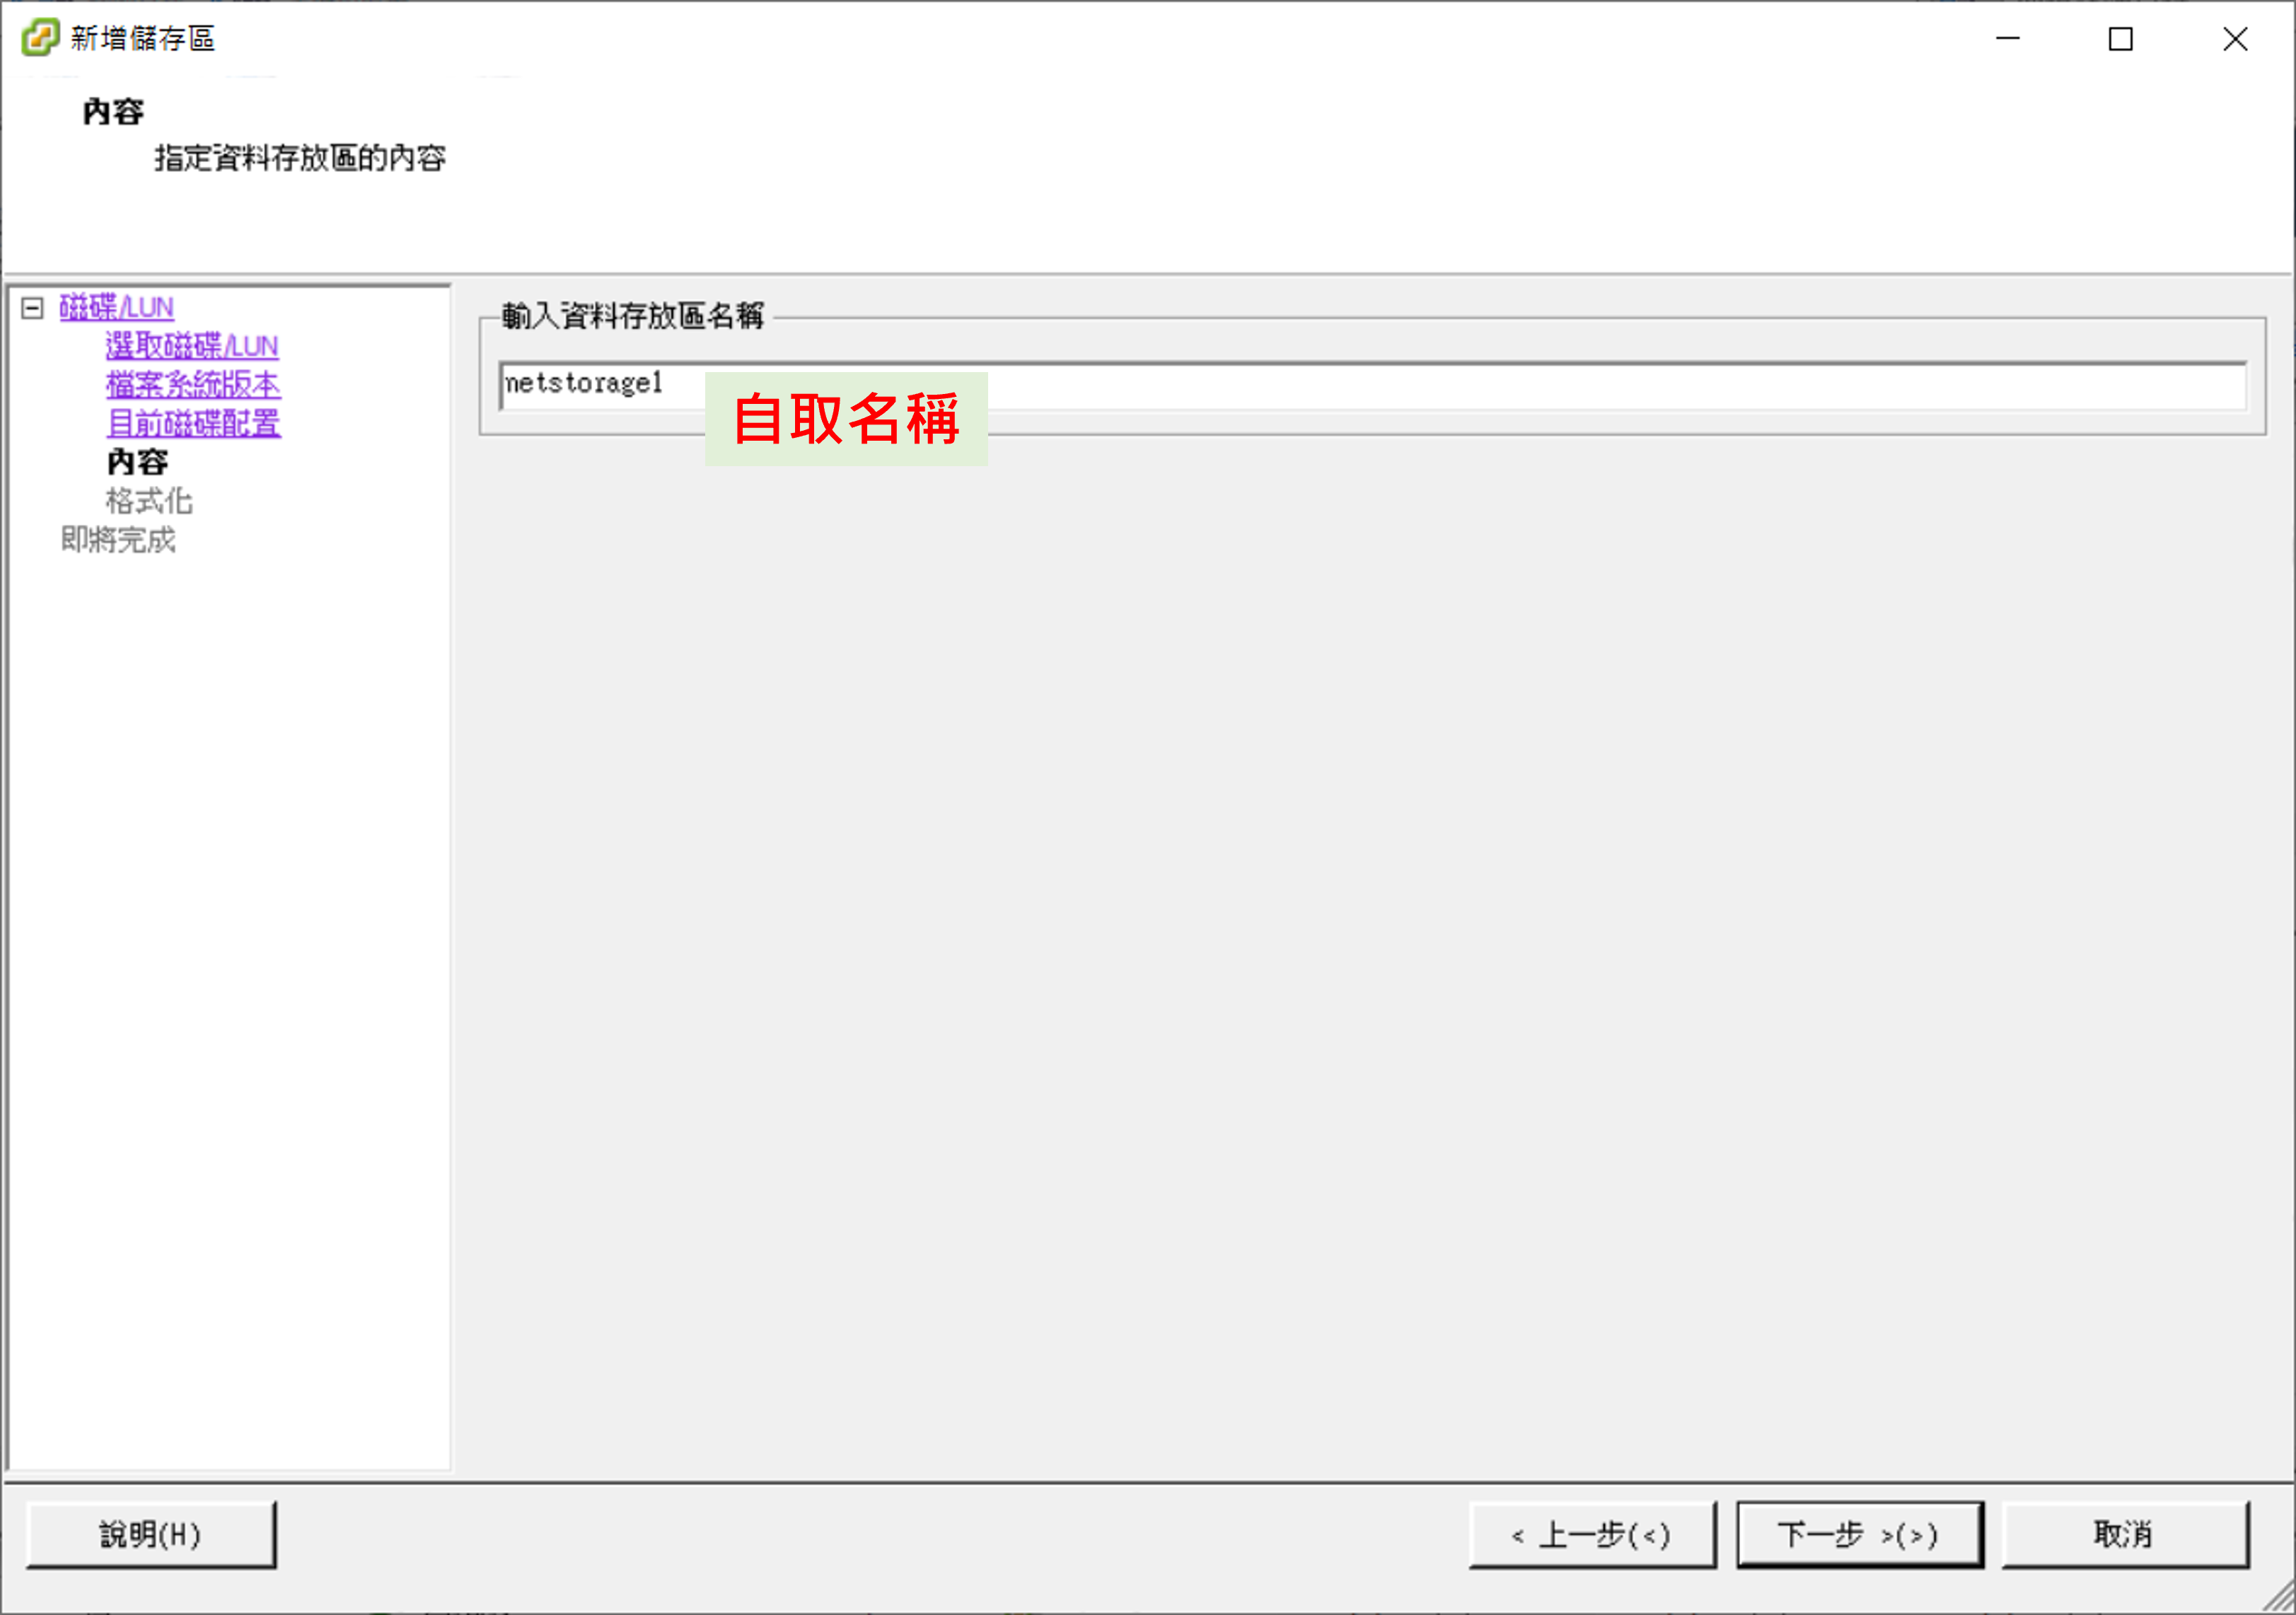 新增儲存區
內容
指定資料存放區的內容
磁碟/LUN
選取磁碟/LUN
檔案系統版本
目前磁碟配置
內容
格式化
即將完成
輸入資料存放區名稱
netstorage1
自取名稱
說明(H)
< 上一步(<)
下一步 >(>)
取消